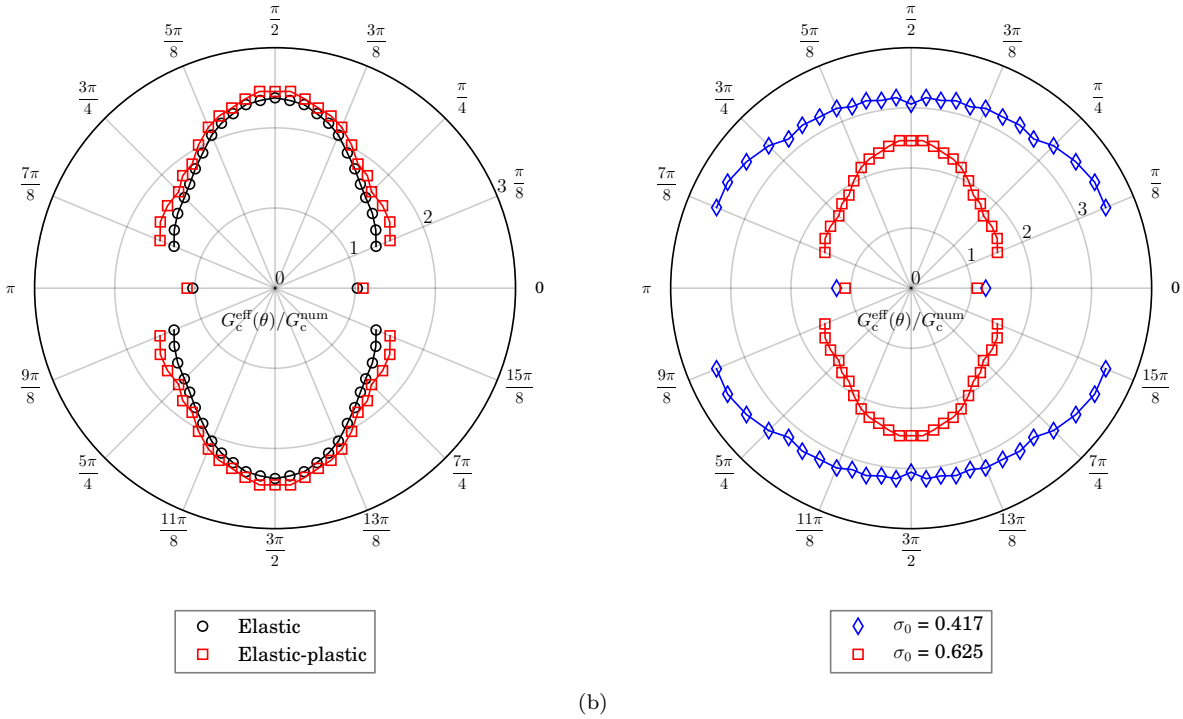 π/2
5π/8
3π/8
3π/4
π/4
7π/8
π/8
π
0
9π/8
15π/8
5π/4
7π/4
11π/8
13π/8
3π/2
0
1
2
3
G_c^eff(θ)/G_c^num
Elastic
Elastic-plastic
π/2
5π/8
3π/8
3π/4
π/4
7π/8
π/8
π
0
9π/8
15π/8
5π/4
7π/4
11π/8
13π/8
3π/2
0
1
2
3
G_c^eff(θ)/G_c^num
σ₀ = 0.417
σ₀ = 0.625
(b)